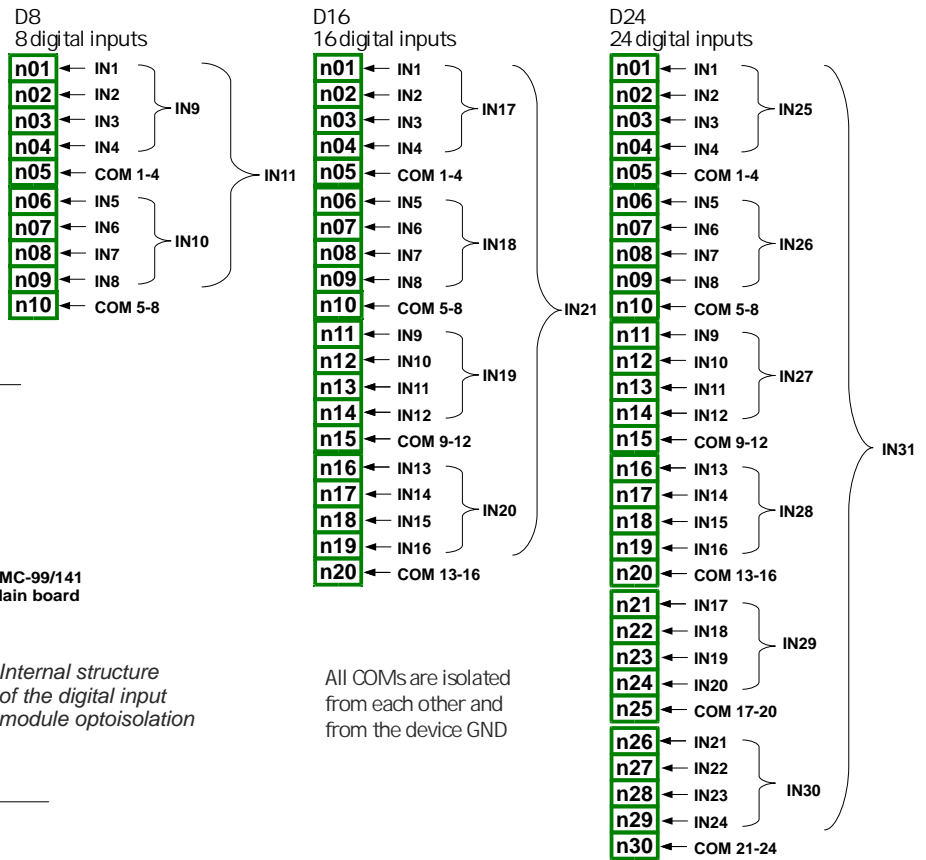 D8
8 digital inputs
n01 IN1
n02 IN2
n03 IN3
n04 IN4
IN9
n05 COM 1-4
n06 IN5
n07 IN6
n08 IN7
n09 IN8
IN10
n10 COM 5-8
IN11
D16
16 digital inputs
n01 IN1
n02 IN2
n03 IN3
n04 IN4
IN17
n05 COM 1-4
n06 IN5
n07 IN6
n08 IN7
n09 IN8
IN18
n10 COM 5-8
n11 IN9
n12 IN10
n13 IN11
n14 IN12
IN19
n15 COM 9-12
n16 IN13
n17 IN14
n18 IN15
n19 IN16
IN20
n20 COM 13-16
IN21
D24
24 digital inputs
n01 IN1
n02 IN2
n03 IN3
n04 IN4
IN25
n05 COM 1-4
n06 IN5
n07 IN6
n08 IN7
n09 IN8
IN26
n10 COM 5-8
n11 IN9
n12 IN10
n13 IN11
n14 IN12
IN27
n15 COM 9-12
n16 IN13
n17 IN14
n18 IN15
n19 IN16
IN28
n20 COM 13-16
n21 IN17
n22 IN18
n23 IN19
n24 IN20
IN29
n25 COM 17-20
n26 IN21
n27 IN22
n28 IN23
n29 IN24
IN30
n30 COM 21-24
IN31
MC-99/141
ain board
Internal structure
of the digital input
module optoisolation
All COMs are isolated
from each other and
from the device GND